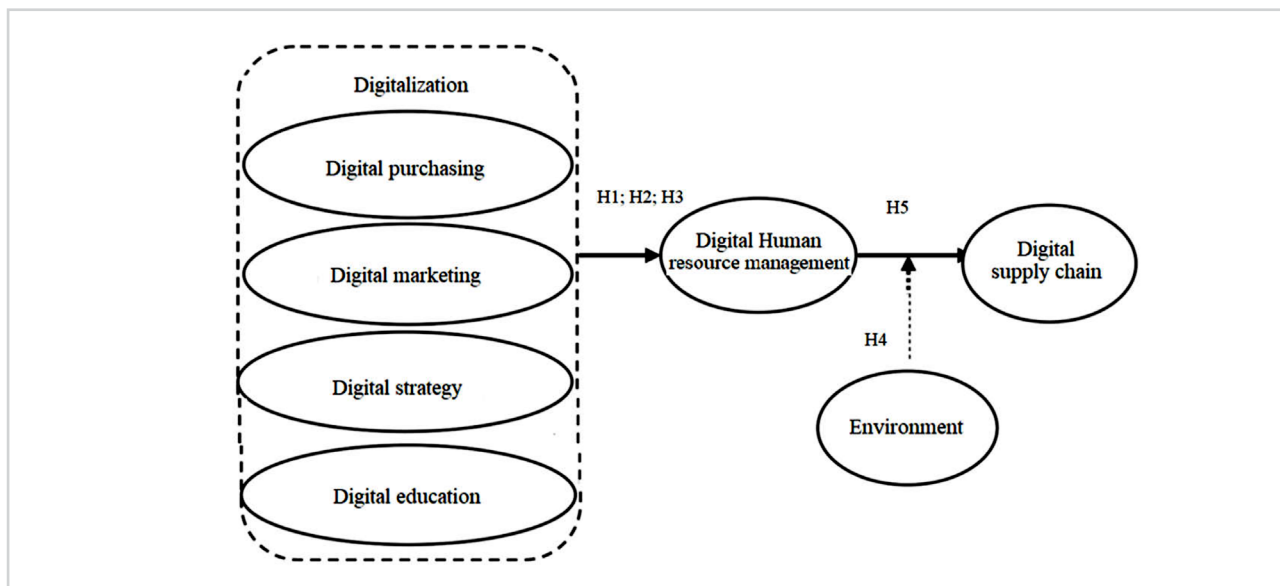 Digitalization
Digital purchasing
Digital marketing
Digital strategy
Digital education
H1; H2; H3
Digital Human
resource management
H5
Digital
supply chain
H4
Environment